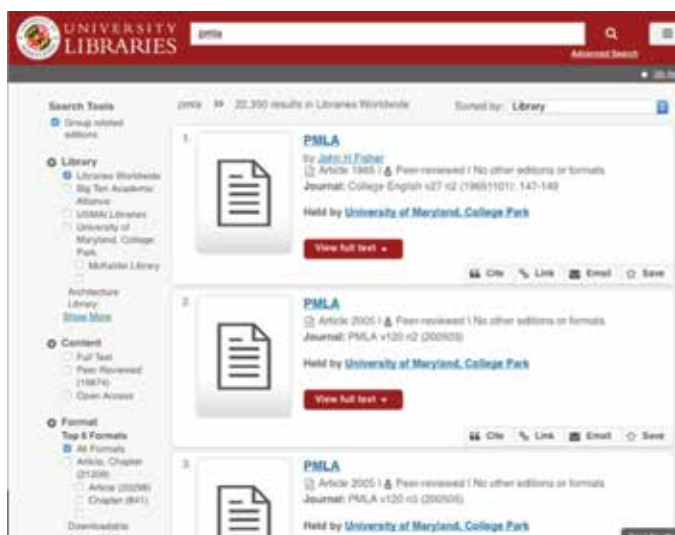 UNIVERSITY
LIBRARIES
pmla
Advanced Search
Search Tools
Group related
editions
Library
Libraries Worldwide
Big Ten Academic
Alliance
USMAI Libraries
University of
Maryland, College
Park
McKeldin Library
Architecture
Library
Show More
Content
Full Text
Peer Reviewed
(19874)
Open Access
Format
Top 6 Formats
All Formats
Article, Chapter
(21209)
Article (20298)
Chapter (841)
Downloadable
pmla 22,350 results in Libraries Worldwide Sorted by: Library
1.
PMLA
by John H Fisher
Article 1965 | Peer-reviewed | No other editions or formats
Journal: College English v27 n2 (19651101): 147-149
Held by University of Maryland, College Park
View full text
Cite Link Email Save
2.
PMLA
Article 2005 | Peer-reviewed | No other editions or formats
Journal: PMLA v120 n2 (200503)
Held by University of Maryland, College Park
View full text
Cite Link Email Save
3.
PMLA
Article 2005 | Peer-reviewed | No other editions or formats
Journal: PMLA v120 n3 (200505)
Held by University of Maryland, College Park